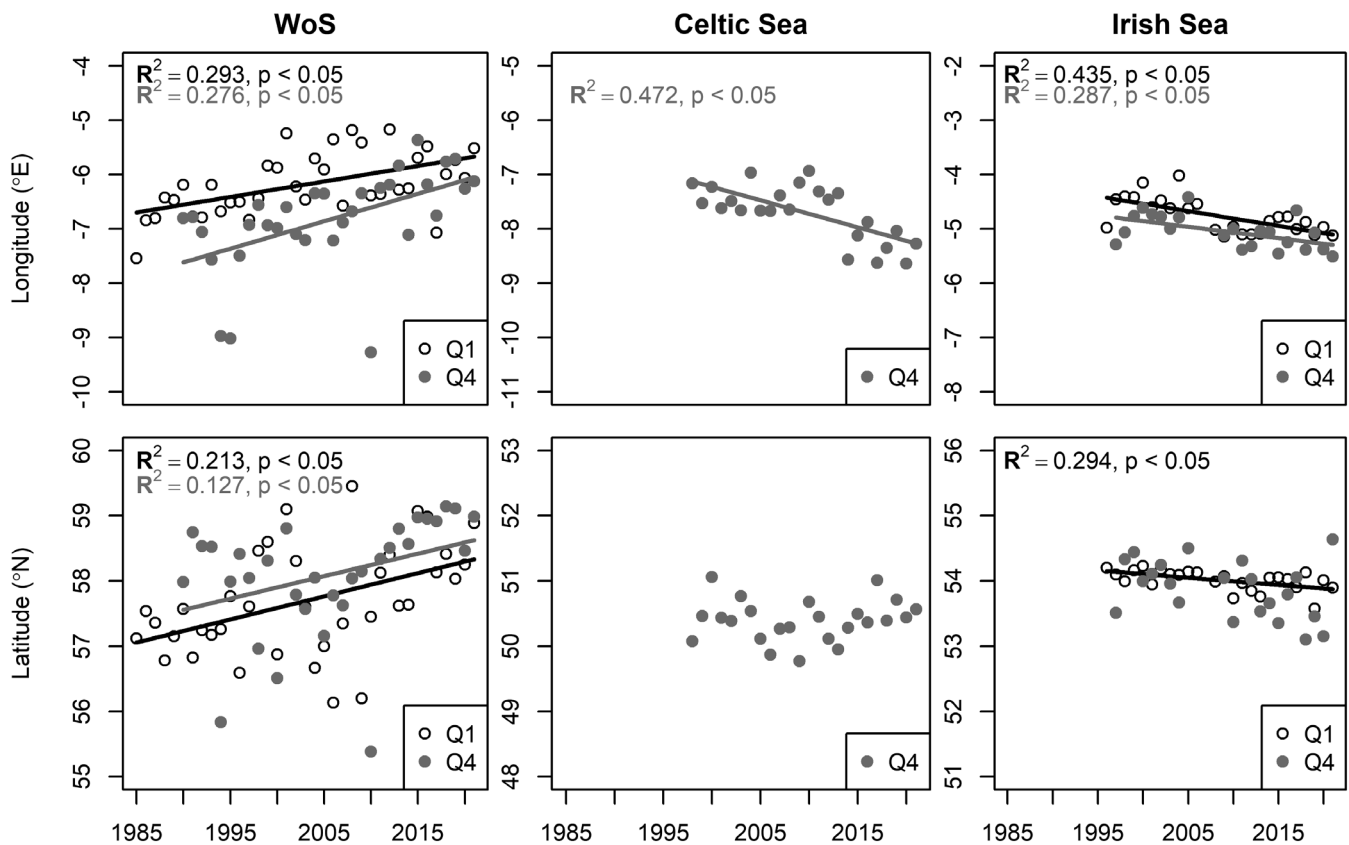 WoS
Celtic Sea
Irish Sea
Longitude (°E)
-4
-5
-6
-7
-8
-9
-10
R² = 0.293, p < 0.05
R² = 0.276, p < 0.05
Q1
Q4
-5
-6
-7
-8
-9
-10
-11
R² = 0.472, p < 0.05
Q4
-2
-3
-4
-5
-6
-7
-8
R² = 0.435, p < 0.05
R² = 0.287, p < 0.05
Q1
Q4
Latitude (°N)
60
59
58
57
56
55
R² = 0.213, p < 0.05
R² = 0.127, p < 0.05
Q1
Q4
1985
1995
2005
2015
53
52
51
50
49
48
Q4
1985
1995
2005
2015
56
55
54
53
52
51
R² = 0.294, p < 0.05
Q1
Q4
1985
1995
2005
2015